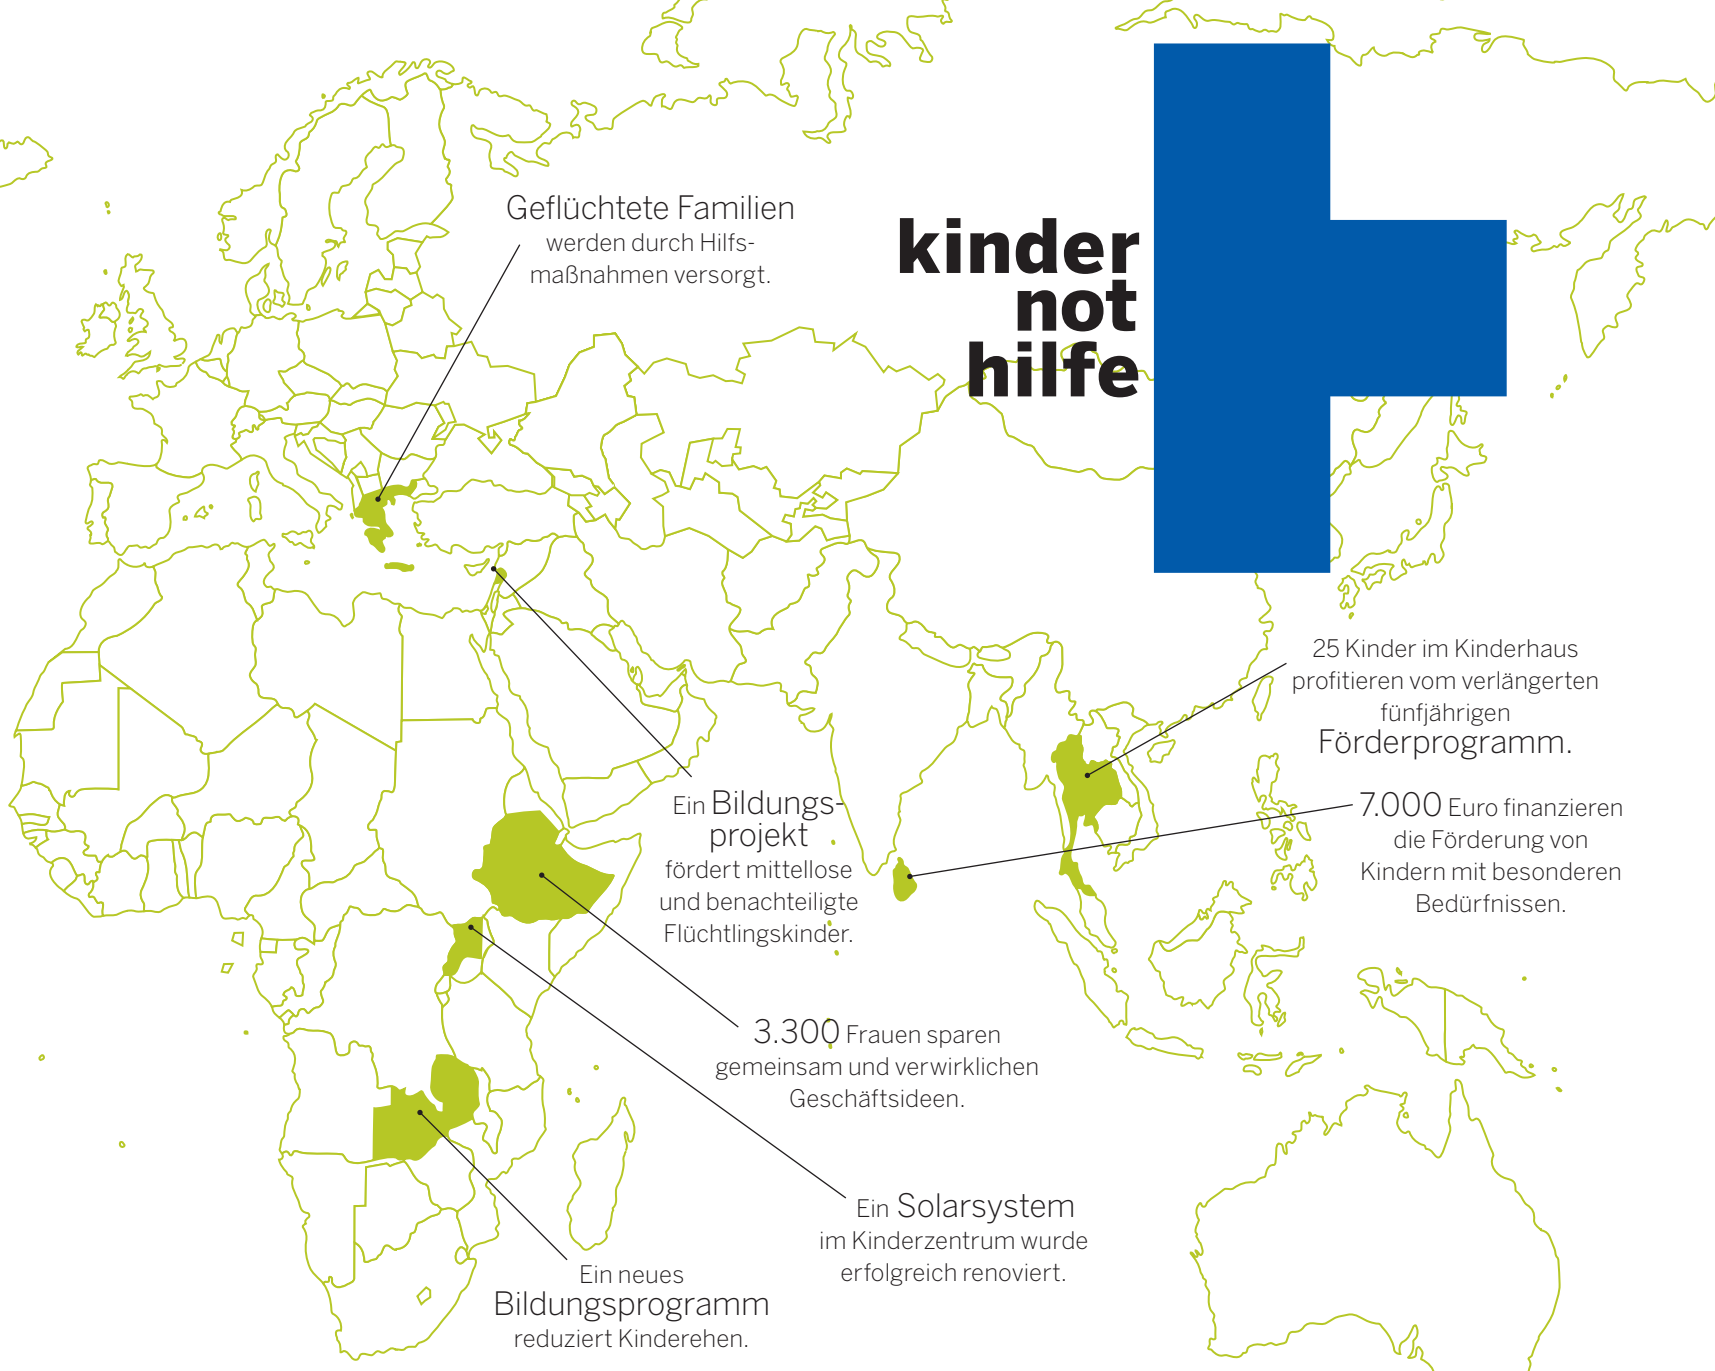 Geflüchtete Familien
werden durch Hilfs-
maßnahmen versorgt.
kinder
not
hilfe
25 Kinder im Kinderhaus
profitieren vom verlängerten
fünfjährigen
Förderprogramm.
Ein Bildungs-
projekt
fördert mittellose
und benachteiligte
Flüchtlingskinder.
7.000 Euro finanzieren
die Förderung von
Kindern mit besonderen
Bedürfnissen.
3.300 Frauen sparen
gemeinsam und verwirklichen
Geschäftsideen.
Ein Solarsystem
im Kinderzentrum wurde
erfolgreich renoviert.
Ein neues
Bildungsprogramm
reduziert Kinderehen.